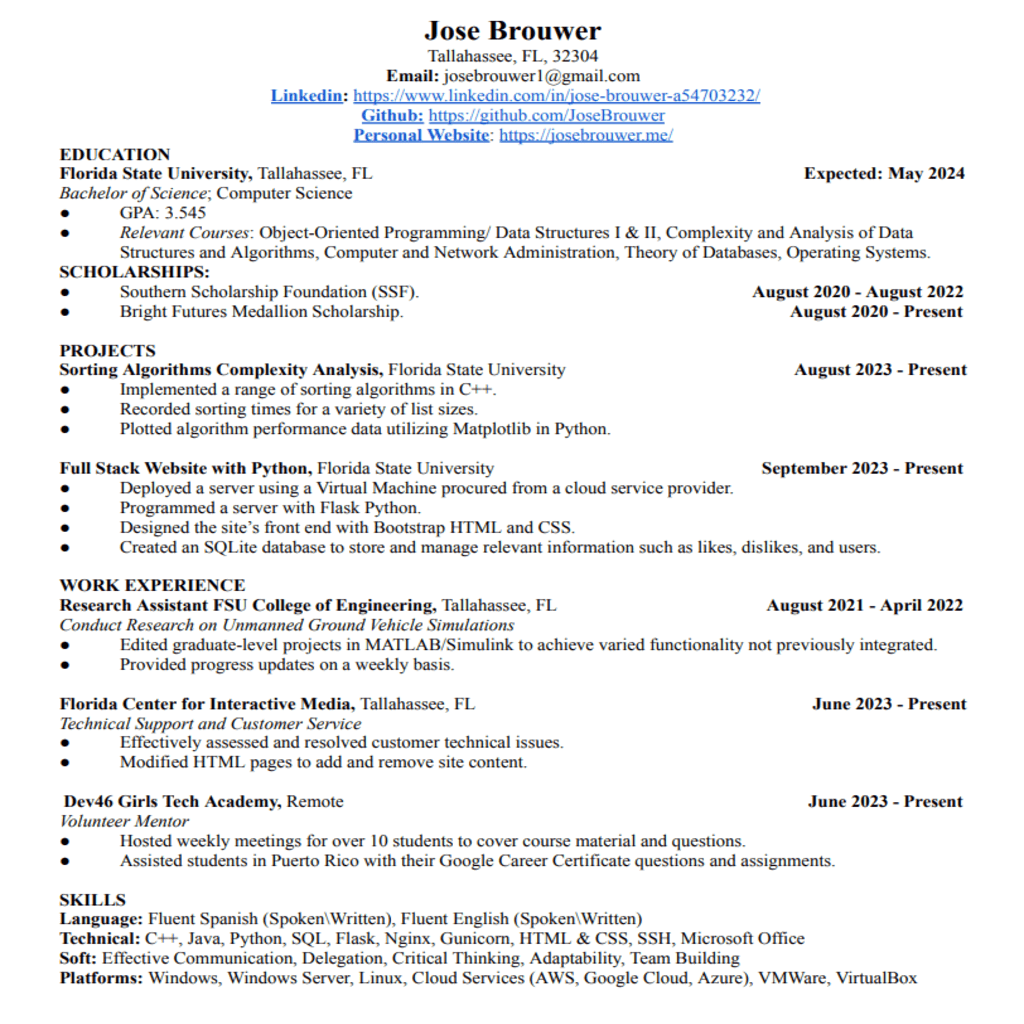 Jose Brouwer
Tallahassee, FL, 32304
Email: josebrouwer1@gmail.com
Linkedin: https://www.linkedin.com/in/jose-brouwer-a54703232/
Github: https://github.com/JoseBrouwer
Personal Website: https://josebrouwer.me/
EDUCATION
Florida State University, Tallahassee, FL Expected: May 2024
Bachelor of Science; Computer Science
● GPA: 3.545
● Relevant Courses: Object-Oriented Programming/ Data Structures I & II, Complexity and Analysis of Data
Structures and Algorithms, Computer and Network Administration, Theory of Databases, Operating Systems.
SCHOLARSHIPS:
● Southern Scholarship Foundation (SSF). August 2020 - August 2022
● Bright Futures Medallion Scholarship. August 2020 - Present
PROJECTS
Sorting Algorithms Complexity Analysis, Florida State University August 2023 - Present
● Implemented a range of sorting algorithms in C++.
● Recorded sorting times for a variety of list sizes.
● Plotted algorithm performance data utilizing Matplotlib in Python.
Full Stack Website with Python, Florida State University September 2023 - Present
● Deployed a server using a Virtual Machine procured from a cloud service provider.
● Programmed a server with Flask Python.
● Designed the site's front end with Bootstrap HTML and CSS.
● Created an SQLite database to store and manage relevant information such as likes, dislikes, and users.
WORK EXPERIENCE
Research Assistant FSU College of Engineering, Tallahassee, FL August 2021 - April 2022
Conduct Research on Unmanned Ground Vehicle Simulations
● Edited graduate-level projects in MATLAB/Simulink to achieve varied functionality not previously integrated.
● Provided progress updates on a weekly basis.
Florida Center for Interactive Media, Tallahassee, FL June 2023 - Present
Technical Support and Customer Service
● Effectively assessed and resolved customer technical issues.
● Modified HTML pages to add and remove site content.
Dev46 Girls Tech Academy, Remote June 2023 - Present
Volunteer Mentor
● Hosted weekly meetings for over 10 students to cover course material and questions.
● Assisted students in Puerto Rico with their Google Career Certificate questions and assignments.
SKILLS
Language: Fluent Spanish (Spoken\Written), Fluent English (Spoken\Written)
Technical: C++, Java, Python, SQL, Flask, Nginx, Gunicorn, HTML & CSS, SSH, Microsoft Office
Soft: Effective Communication, Delegation, Critical Thinking, Adaptability, Team Building
Platforms: Windows, Windows Server, Linux, Cloud Services (AWS, Google Cloud, Azure), VMWare, VirtualBox